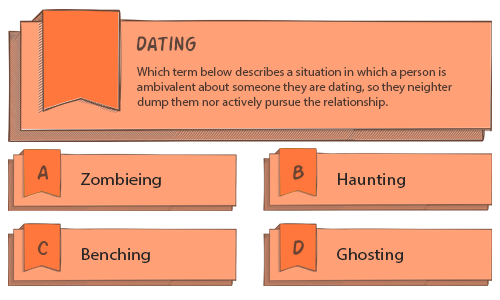 DATING
Which term below describes a situation in which a person is
ambivalent about someone they are dating, so they neighter
dump them nor actively pursue the relationship.
A Zombieing
B Haunting
C Benching
D Ghosting